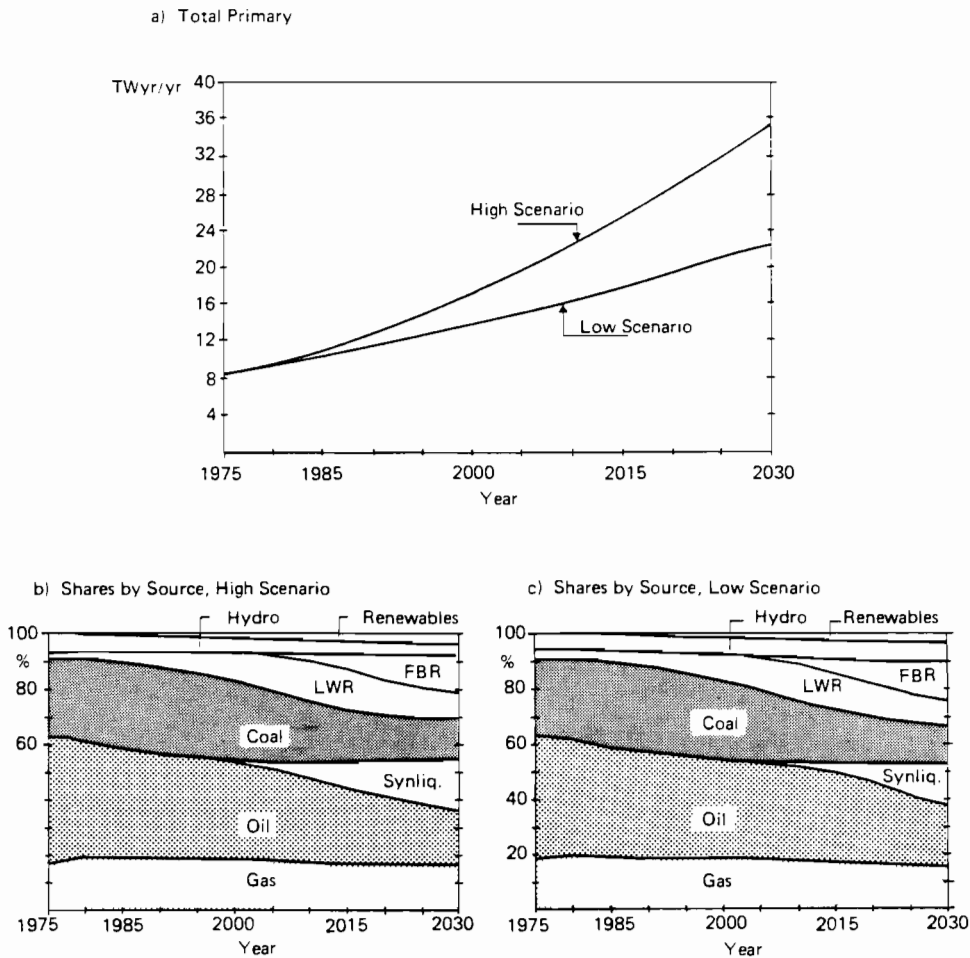 a) Total Primary
TWyr/yr
40
36
32
28
24
20
16
12
8
4
High Scenario
Low Scenario
1975 1985 2000 2015 2030
Year
b) Shares by Source, High Scenario
Hydro Renewables
100
%
80
60
FBR
LWR
Coal
Synliq.
Oil
Gas
1975 1985 2000 2015 2030
Year
c) Shares by Source, Low Scenario
Hydro Renewables
100
%
80
60
40
20
FBR
LWR
Coal
Synliq.
Oil
Gas
1975 1985 2000 2015 2030
Year